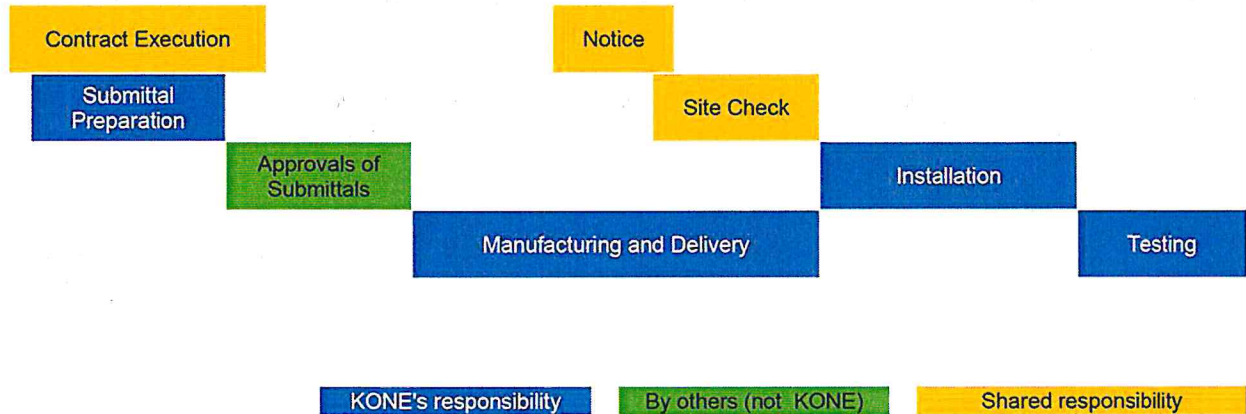 Contract Execution
Notice
Submittal
Preparation
Site Check
Approvals of
Submittals
Installation
Manufacturing and Delivery
Testing
KONE's responsibility
By others (not KONE)
Shared responsibility